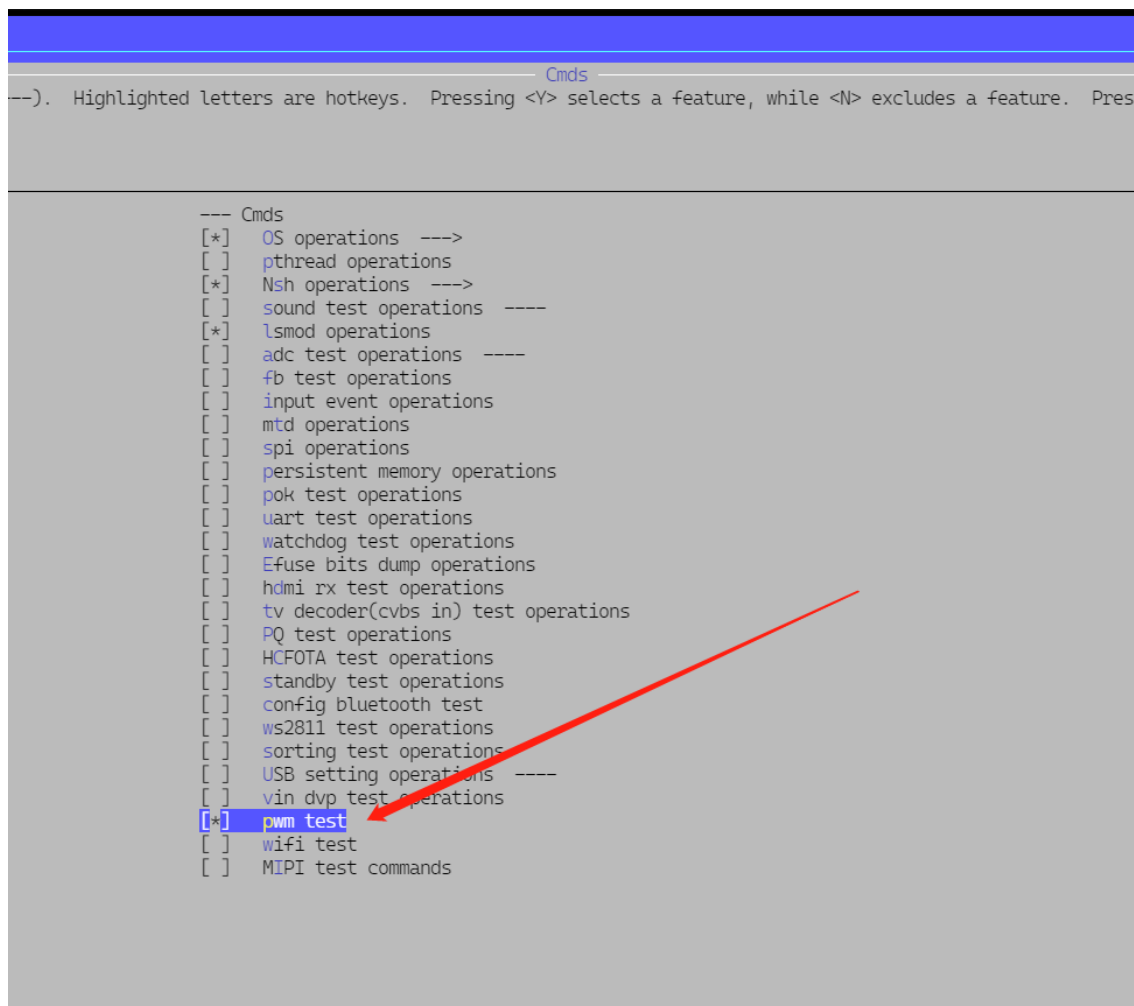 Cmds
--). Highlighted letters are hotkeys. Pressing <Y> selects a feature, while <N> excludes a feature. Pres
--- Cmds
[*] OS operations --->
[ ] pthread operations
[*] Nsh operations --->
[ ] sound test operations ----
[*] lsmod operations
[ ] adc test operations ----
[ ] fb test operations
[ ] input event operations
[ ] mtd operations
[ ] spi operations
[ ] persistent memory operations
[ ] pok test operations
[ ] uart test operations
[ ] watchdog test operations
[ ] Efuse bits dump operations
[ ] hdmi rx test operations
[ ] tv decoder(cvbs in) test operations
[ ] PQ test operations
[ ] HCFOTA test operations
[ ] standby test operations
[ ] config bluetooth test
[ ] ws2811 test operations
[ ] sorting test operations
[ ] USB setting operations ----
[ ] vin dvp test operations
[*] pwm test
[ ] wifi test
[ ] MIPI test commands